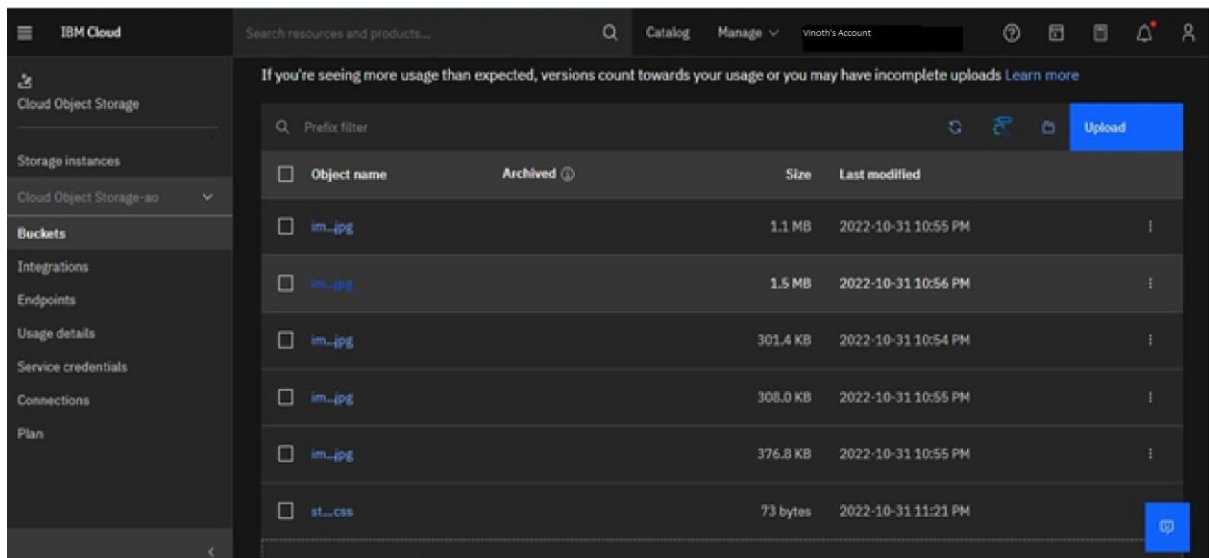 IBM Cloud
Search resources and products...
Catalog
Manage
Vinoth's Account
Cloud Object Storage
Storage instances
Cloud Object Storage-ao
Buckets
Integrations
Endpoints
Usage details
Service credentials
Connections
Plan
If you're seeing more usage than expected, versions count towards your usage or you may have incomplete uploads Learn more
Prefix filter
Upload
Object name Archived Size Last modified
im...jpg 1.1 MB 2022-10-31 10:55 PM
im...jpg 1.5 MB 2022-10-31 10:56 PM
im...jpg 301.4 KB 2022-10-31 10:54 PM
im...jpg 308.0 KB 2022-10-31 10:55 PM
im...jpg 376.8 KB 2022-10-31 10:55 PM
st...css 73 bytes 2022-10-31 11:21 PM